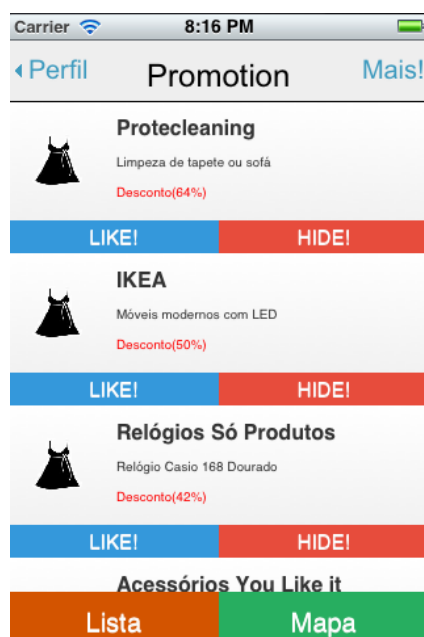 Carrier 8:16 PM
Perfil Promotion Mais!
Protecleaning
Limpeza de tapete ou sofá
Desconto(64%)
LIKE! HIDE!
IKEA
Móveis modernos com LED
Desconto(50%)
LIKE! HIDE!
Relógios Só Produtos
Relógio Casio 168 Dourado
Desconto(42%)
LIKE! HIDE!
Acessórios You Like it
Lista Mapa